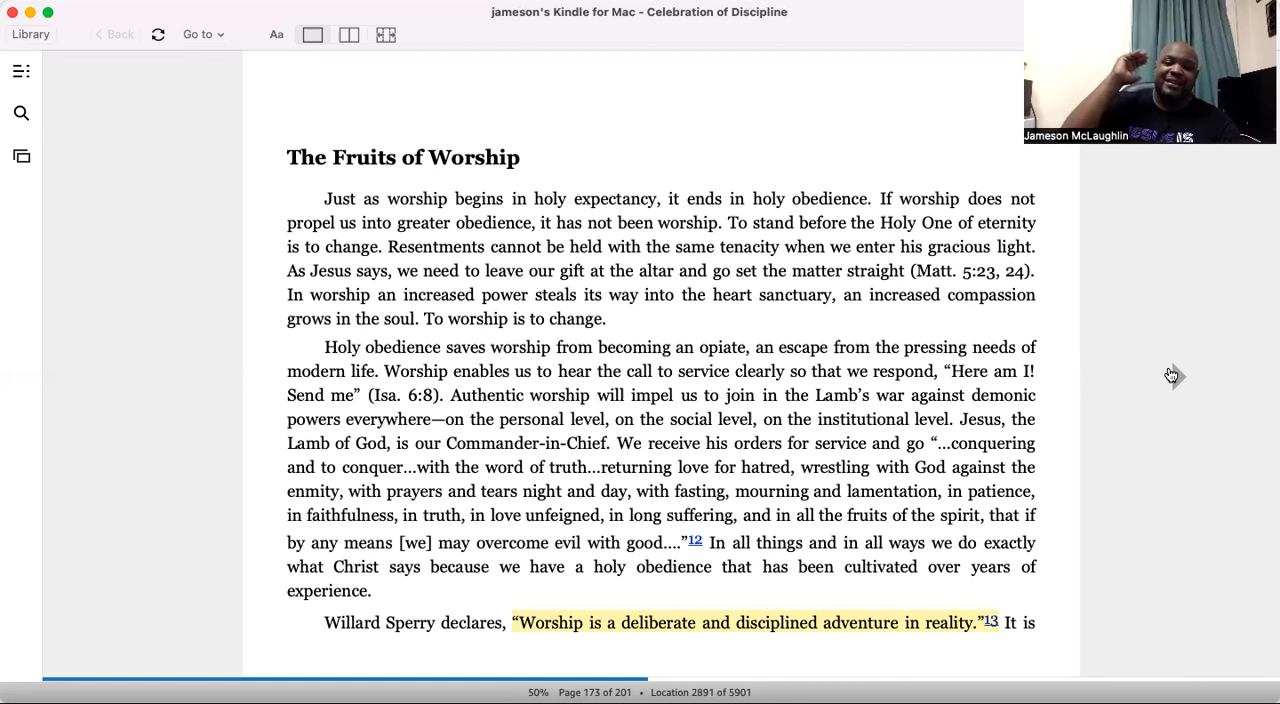 jameson's Kindle for Mac - Celebration of Discipline
Library
Back
Go to
Aa
Jameson McLaughlin
The Fruits of Worship
Just as worship begins in holy expectancy, it ends in holy obedience. If worship does not
propel us into greater obedience, it has not been worship. To stand before the Holy One of eternity
is to change. Resentments cannot be held with the same tenacity when we enter his gracious light.
As Jesus says, we need to leave our gift at the altar and go set the matter straight (Matt. 5:23, 24).
In worship an increased power steals its way into the heart sanctuary, an increased compassion
grows in the soul. To worship is to change.
Holy obedience saves worship from becoming an opiate, an escape from the pressing needs of
modern life. Worship enables us to hear the call to service clearly so that we respond, “Here am I!
Send me” (Isa. 6:8). Authentic worship will impel us to join in the Lamb’s war against demonic
powers everywhere—on the personal level, on the social level, on the institutional level. Jesus, the
Lamb of God, is our Commander-in-Chief. We receive his orders for service and go “…conquering
and to conquer…with the word of truth…returning love for hatred, wrestling with God against the
enmity, with prayers and tears night and day, with fasting, mourning and lamentation, in patience,
in faithfulness, in truth, in love unfeigned, in long suffering, and in all the fruits of the spirit, that if
by any means [we] may overcome evil with good….”12 In all things and in all ways we do exactly
what Christ says because we have a holy obedience that has been cultivated over years of
experience.
Willard Sperry declares, “Worship is a deliberate and disciplined adventure in reality.”13 It is
50% Page 173 of 201 • Location 2891 of 5901